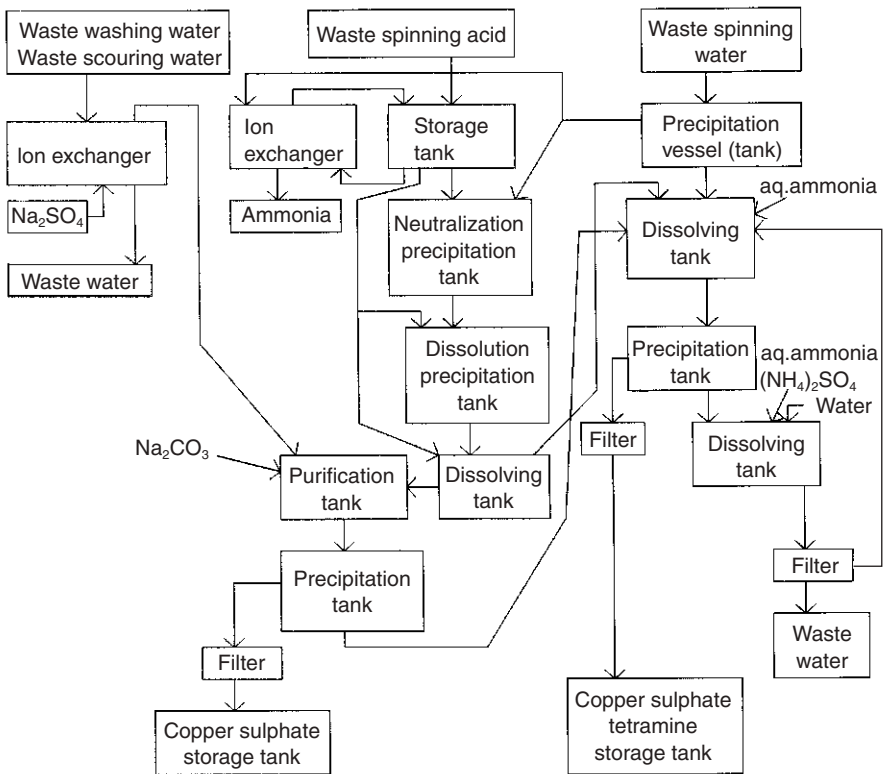 Waste washing water
Waste scouring water
Waste spinning acid
Waste spinning
water
Ion exchanger
Ion
exchanger
Storage
tank
Precipitation
vessel (tank)
Na₂SO₄
Ammonia
Neutralization
precipitation
tank
aq.ammonia
Dissolving
tank
Waste water
Dissolution
precipitation
tank
Precipitation
tank
aq.ammonia
(NH₄)₂SO₄
Water
Filter
Dissolving
tank
Na₂CO₃
Purification
tank
Dissolving
tank
Precipitation
tank
Filter
Waste
water
Filter
Copper sulphate
storage tank
Copper sulphate
tetramine
storage tank